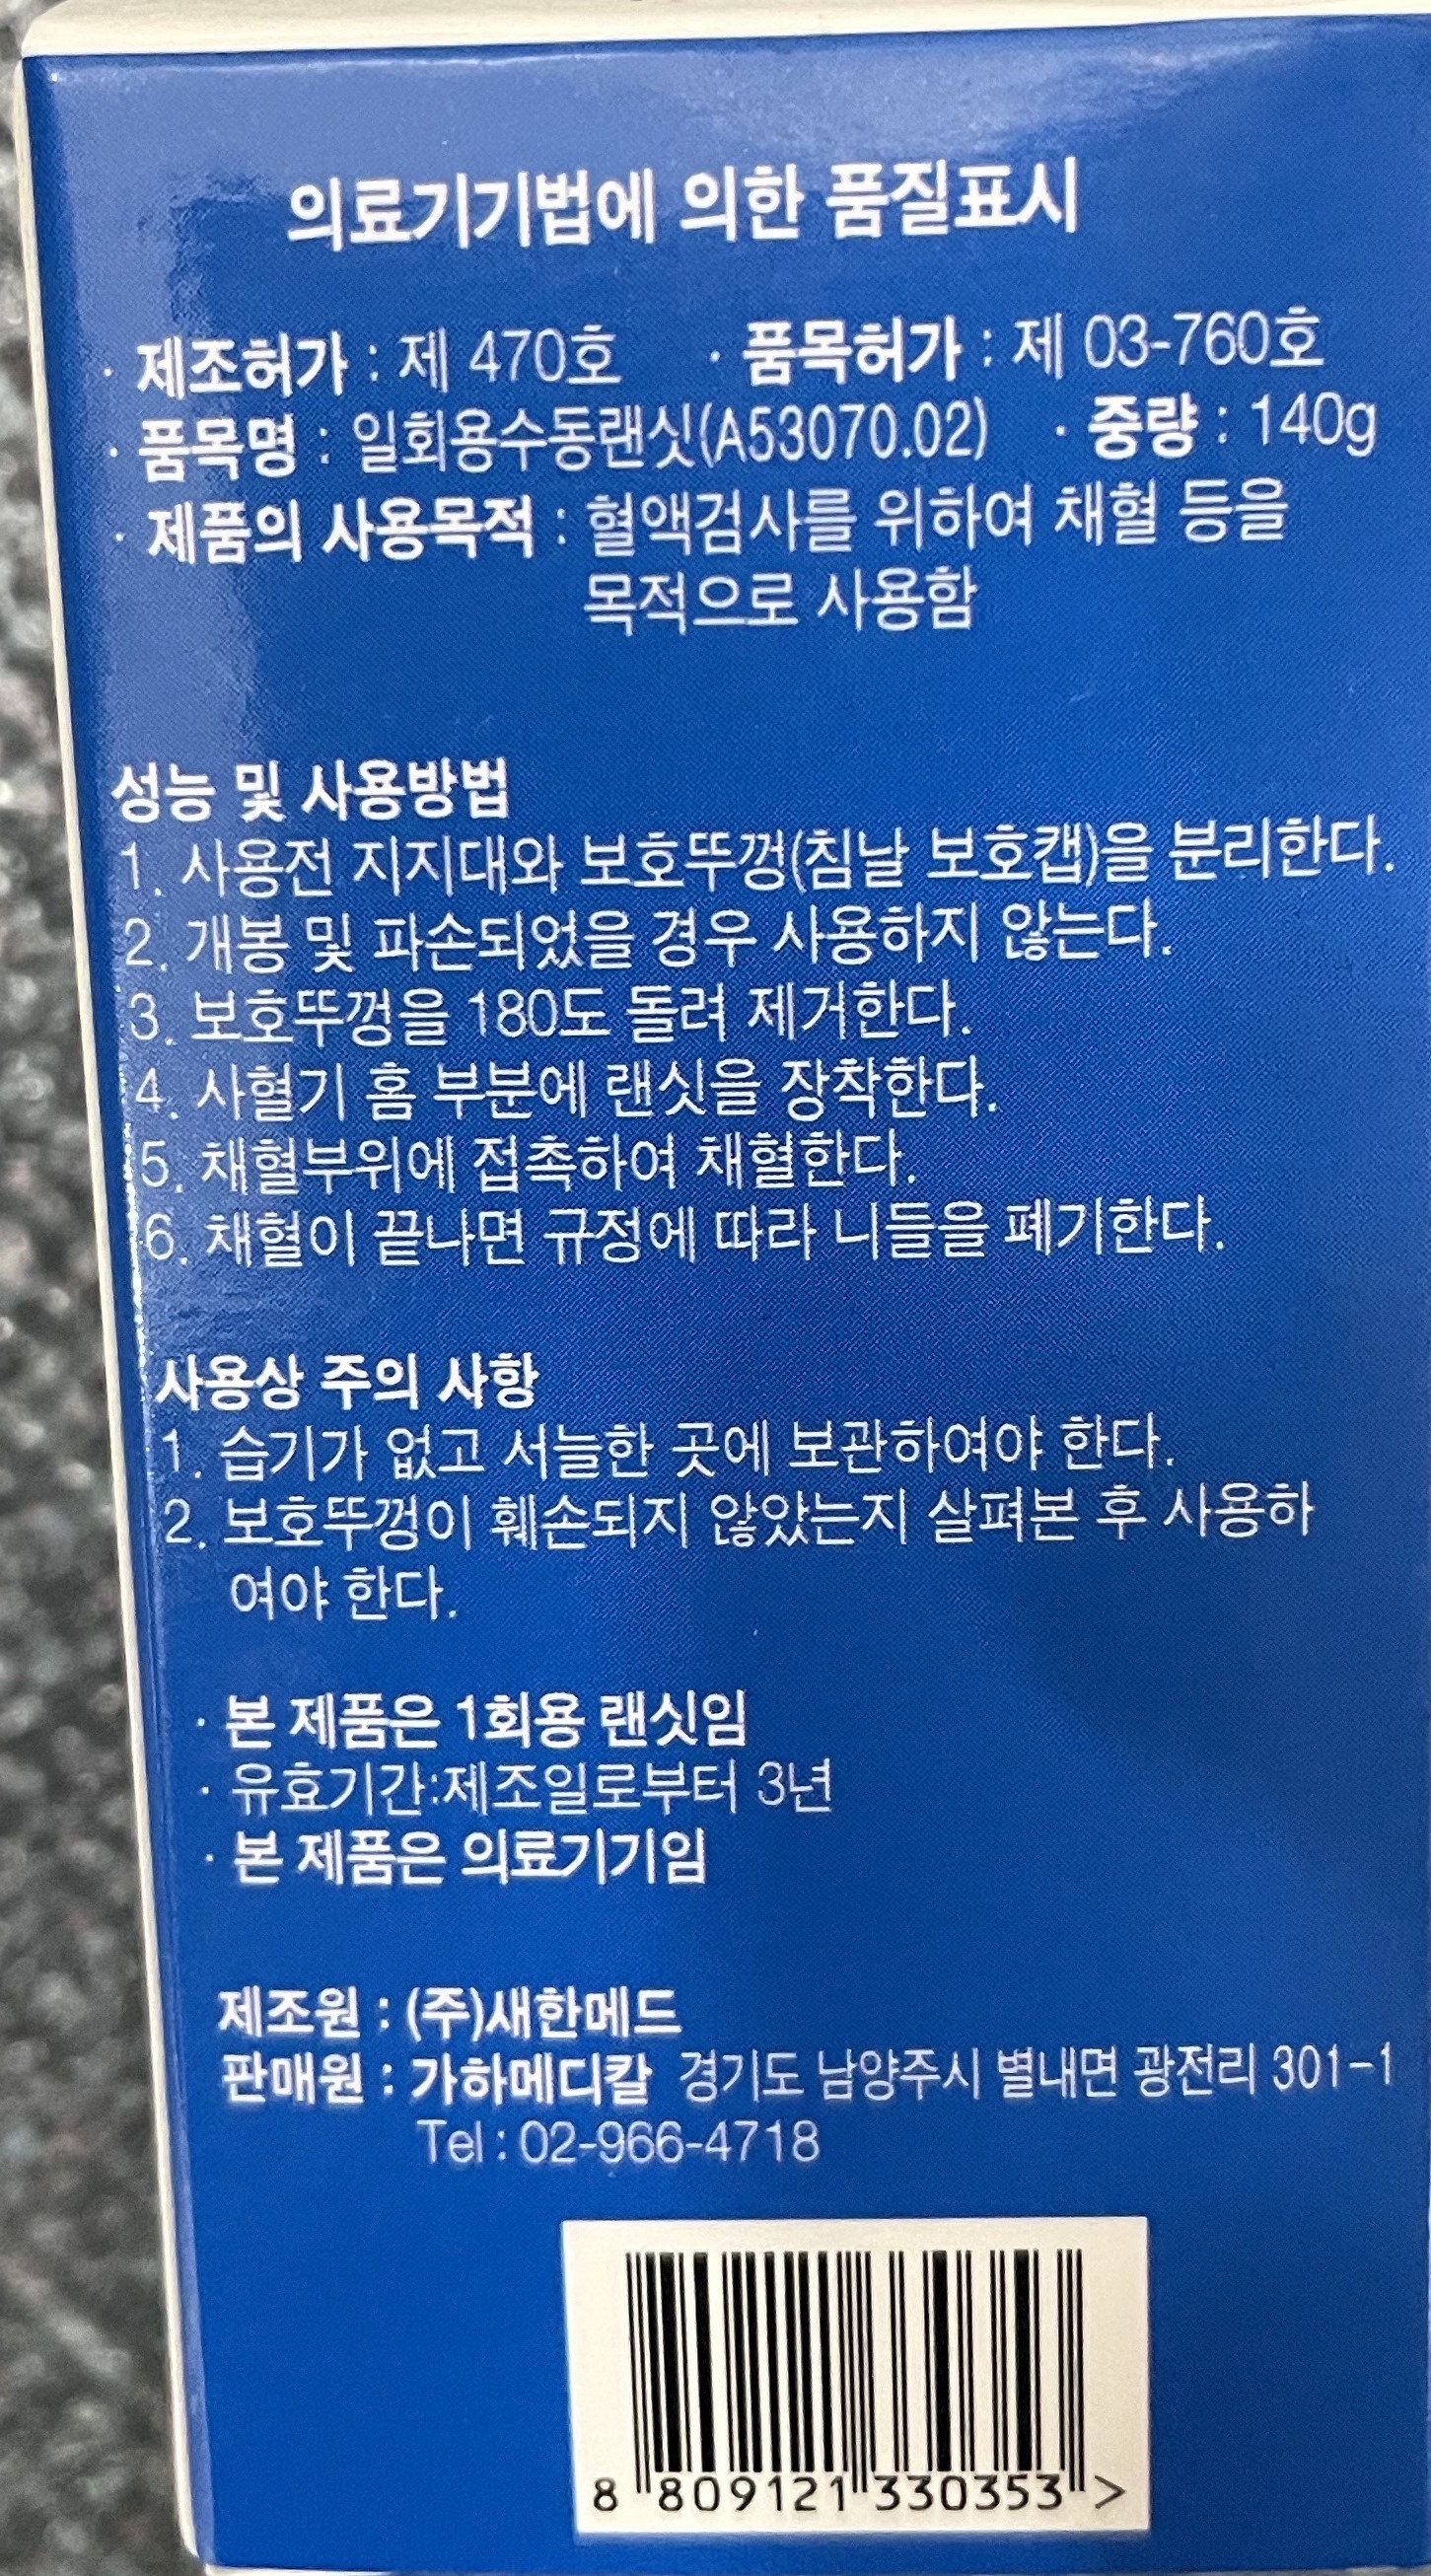 의료기기법에 의한 품질표시
· 제조허가 : 제 470호 · 품목허가 : 제 03-760호
· 품목명 : 일회용수동랜싯(A53070.02) · 중량 : 140g
· 제품의 사용목적 : 혈액검사를 위하여 채혈 등을
목적으로 사용함
성능 및 사용방법
1. 사용전 지지대와 보호뚜껑(침날 보호캡)을 분리한다.
2. 개봉 및 파손되었을 경우 사용하지 않는다.
3. 보호뚜껑을 180도 돌려 제거한다.
4. 사혈기 홈 부분에 랜싯을 장착한다.
5. 채혈부위에 접촉하여 채혈한다.
6. 채혈이 끝나면 규정에 따라 니들을 폐기한다.
사용상 주의 사항
1. 습기가 없고 서늘한 곳에 보관하여야 한다.
2. 보호뚜껑이 훼손되지 않았는지 살펴본 후 사용하
여야 한다.
· 본 제품은 1회용 랜싯임
· 유효기간:제조일로부터 3년
· 본 제품은 의료기기임
제조원 : (주)새한메드
판매원 : 가하메디칼 경기도 남양주시 별내면 광전리 301-1
Tel : 02-966-4718
8 809121 330353 >